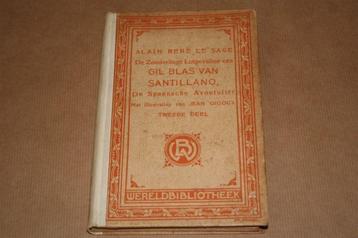 ALAIN RENÉ LE SAGE
De Zonderlinge Lotgevallen van
GIL BLAS VAN
SANTILLANO,
De Spaansche Avonturier
Met illustraties van JEAN GIGOUX
TWEEDE DEEL
WERELDBIBLIOTHEEK